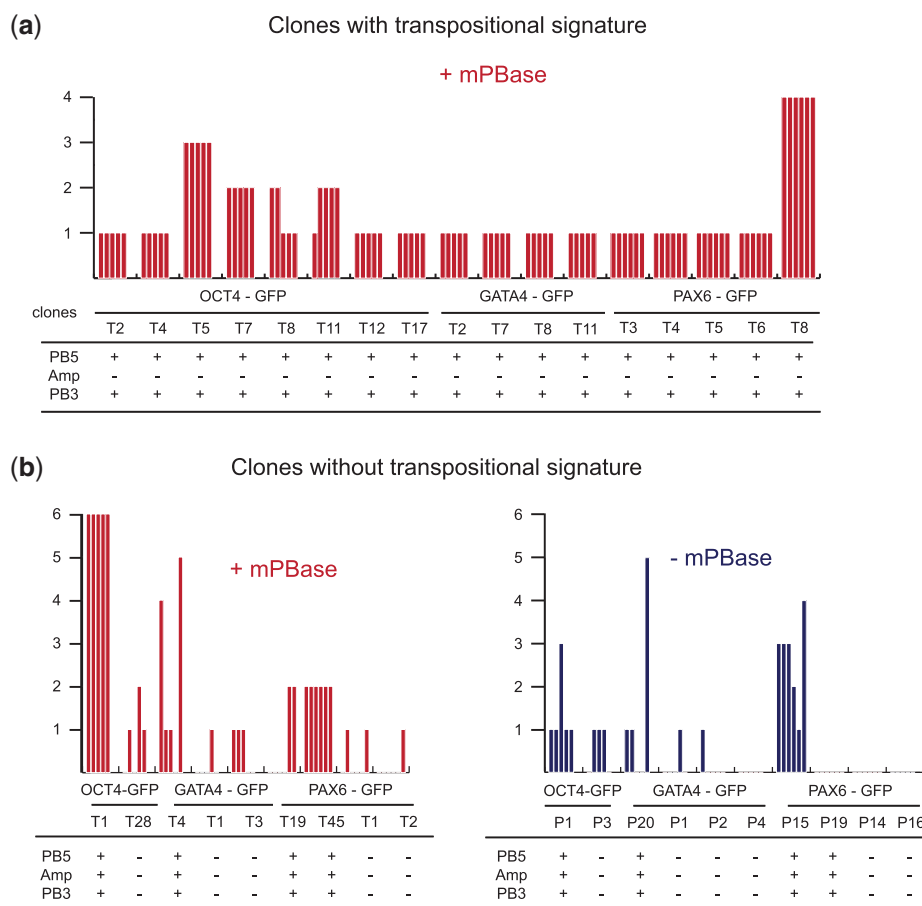 (a) Clones with transpositional signature
+ mPBase
4
3
2
1
OCT4 - GFP GATA4 - GFP PAX6 - GFP
clones
T2 T4 T5 T7 T8 T11 T12 T17 T2 T7 T8 T11 T3 T4 T5 T6 T8
PB5 + + + + + + + + + + + + + + + + +
Amp - - - - - - - - - - - - - - - - -
PB3 + + + + + + + + + + + + + + + + +
(b) Clones without transpositional signature
6
5
4
3
2
1
+ mPBase
OCT4-GFP GATA4 - GFP PAX6 - GFP
T1 T28 T4 T1 T3 T19 T45 T1 T2
PB5 + - + - - + + - -
Amp + - + - - + + - -
PB3 + - + - - + + - -
6
5
4
3
2
1
- mPBase
OCT4-GFP GATA4 - GFP PAX6 - GFP
P1 P3 P20 P1 P2 P4 P15 P19 P14 P16
PB5 + - + - - - + + - -
Amp + - + - - - + + - -
PB3 + - + - - - + + - -